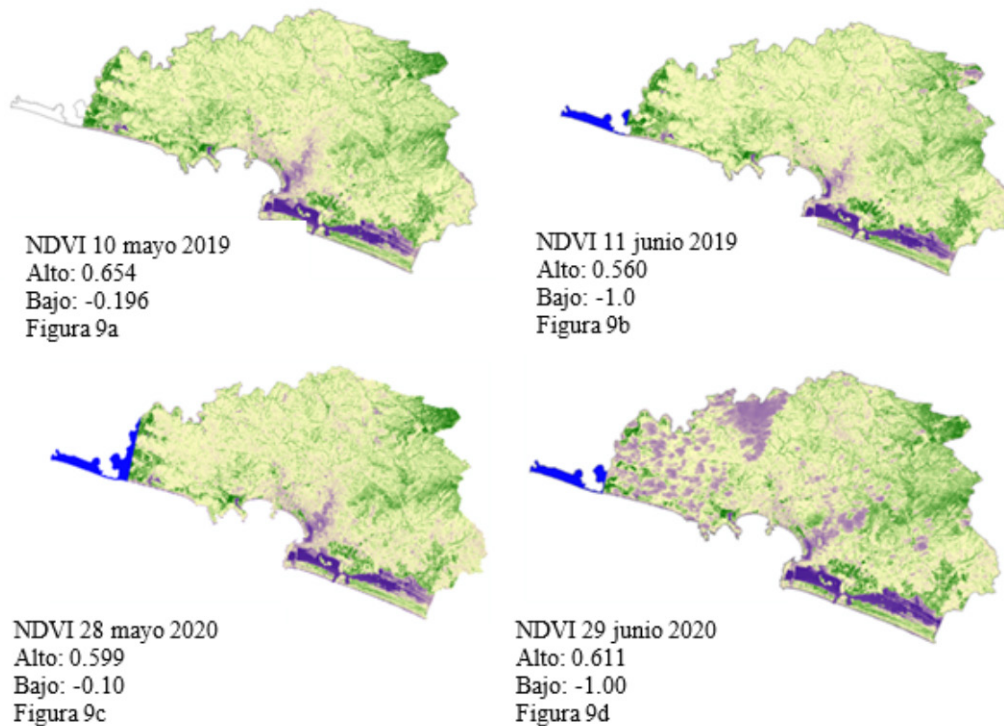 NDVI 10 mayo 2019
Alto: 0.654
Bajo: -0.196
Figura 9a
NDVI 11 junio 2019
Alto: 0.560
Bajo: -1.0
Figura 9b
NDVI 28 mayo 2020
Alto: 0.599
Bajo: -0.10
Figura 9c
NDVI 29 junio 2020
Alto: 0.611
Bajo: -1.00
Figura 9d